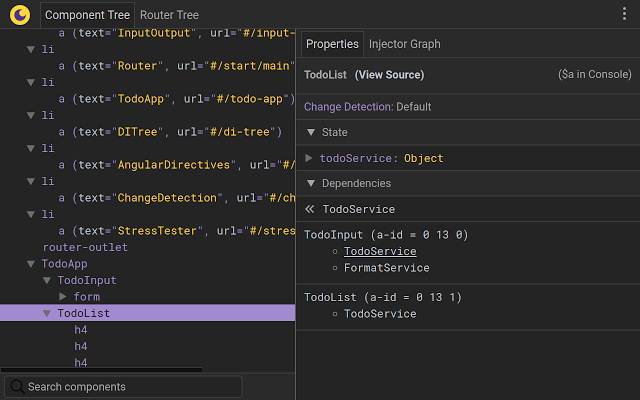 Component Tree
Router Tree
a (text="InputOutput", url="#/input-
li
a (text="Router", url="#/start/main"
li
a (text="TodoApp", url="#/todo-app")
li
a (text="DITree", url="#/di-tree")
li
a (text="AngularDirectives", url="#/
li
a (text="ChangeDetection", url="#/ch
li
a (text="StressTester", url="#/stres
router-outlet
TodoApp
TodoInput
form
TodoList
h4
h4
h4
Search components
Properties
Injector Graph
TodoList (View Source) ($a in Console)
Change Detection: Default
State
todoService: Object
Dependencies
« TodoService
TodoInput (a-id = 0 13 0)
TodoService
FormatService
TodoList (a-id = 0 13 1)
TodoService